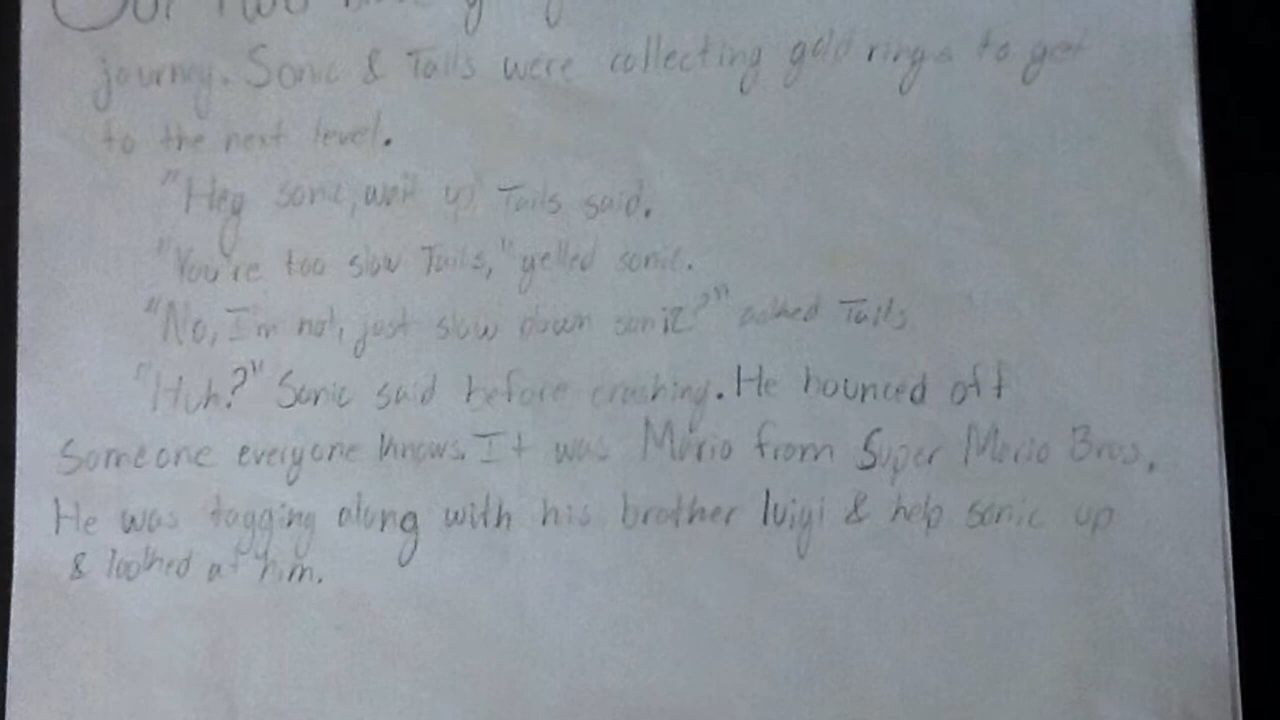 Our two
journey. Sonic & Tails were collecting gold rings to get
to the next level.
"Hey sonic, wait up Tails said.
"You're too slow Tails," yelled sonic.
"No, I'm not, just slow down sonic?" asked Tails
"Huh?" Sonic said before crashing. He bounced off
Someone everyone knows. It was Mario from Super Mario Bros.
He was tagging along with his brother luigi & help sonic up
& looked at him.